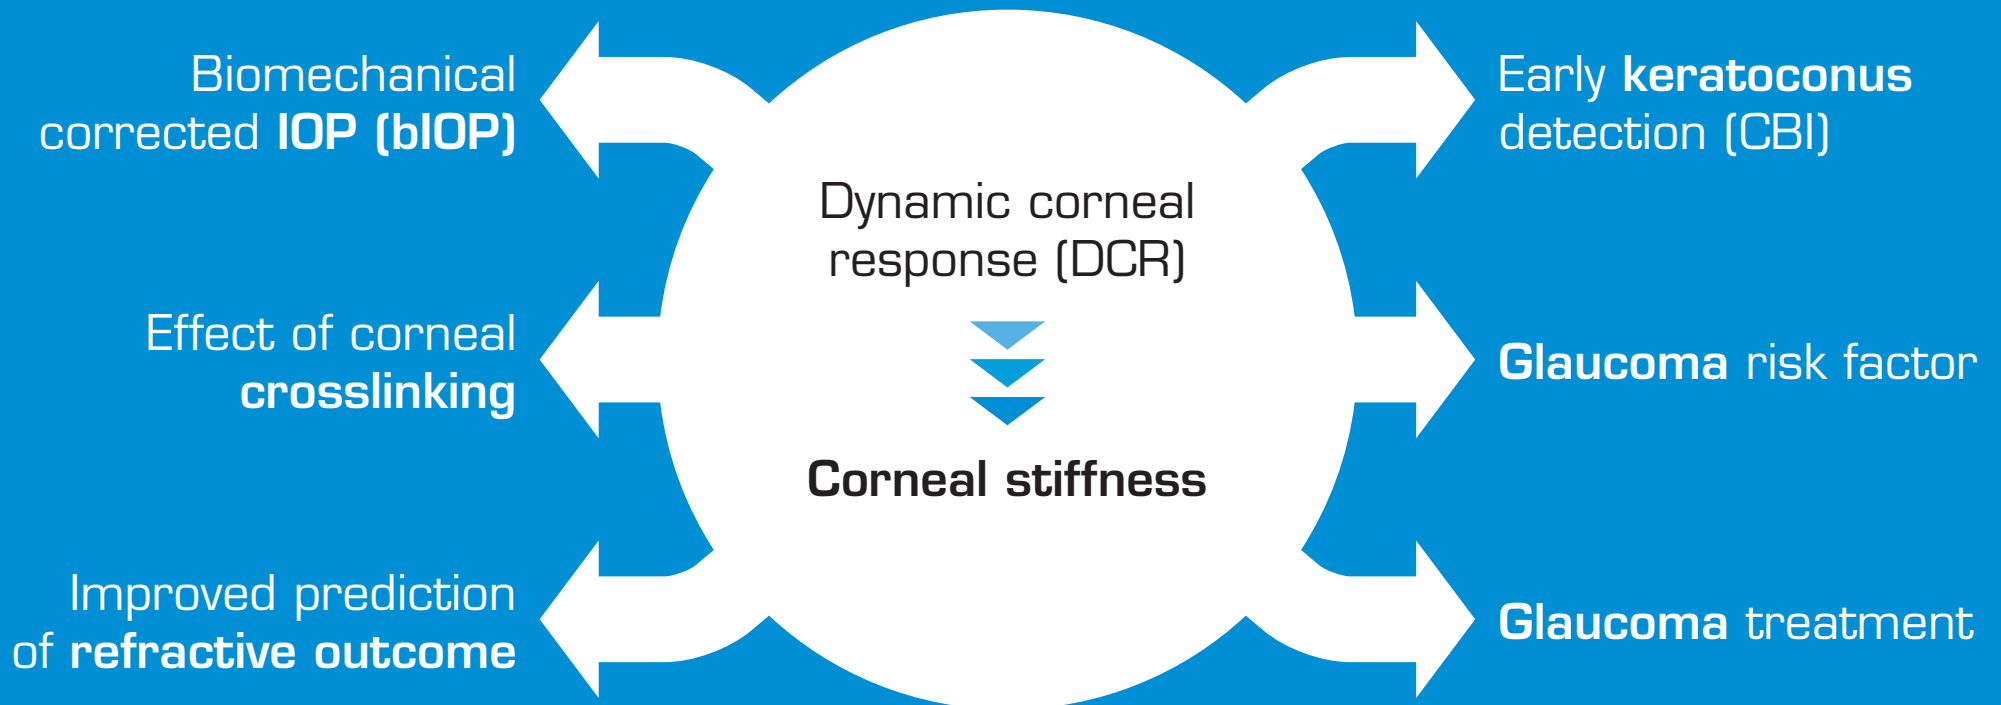 Biomechanical
corrected IOP (bIOP)
Effect of corneal
crosslinking
Improved prediction
of refractive outcome
Dynamic corneal
response (DCR)
Corneal stiffness
Early keratoconus
detection (CBI)
Glaucoma risk factor
Glaucoma treatment